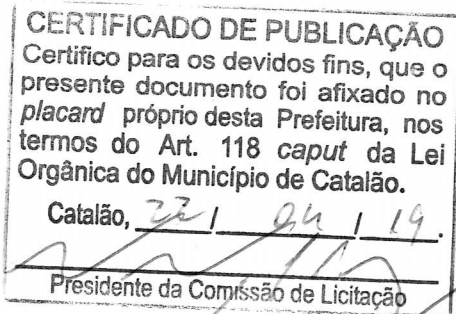 CERTIFICADO DE PUBLICAÇÃO
Certifico para os devidos fins, que o
presente documento foi afixado no
placard próprio desta Prefeitura, nos
termos do Art. 118 caput da Lei
Orgânica do Município de Catalão.
Catalão, 22 / 04 / 19.
Presidente da Comissão de Licitação